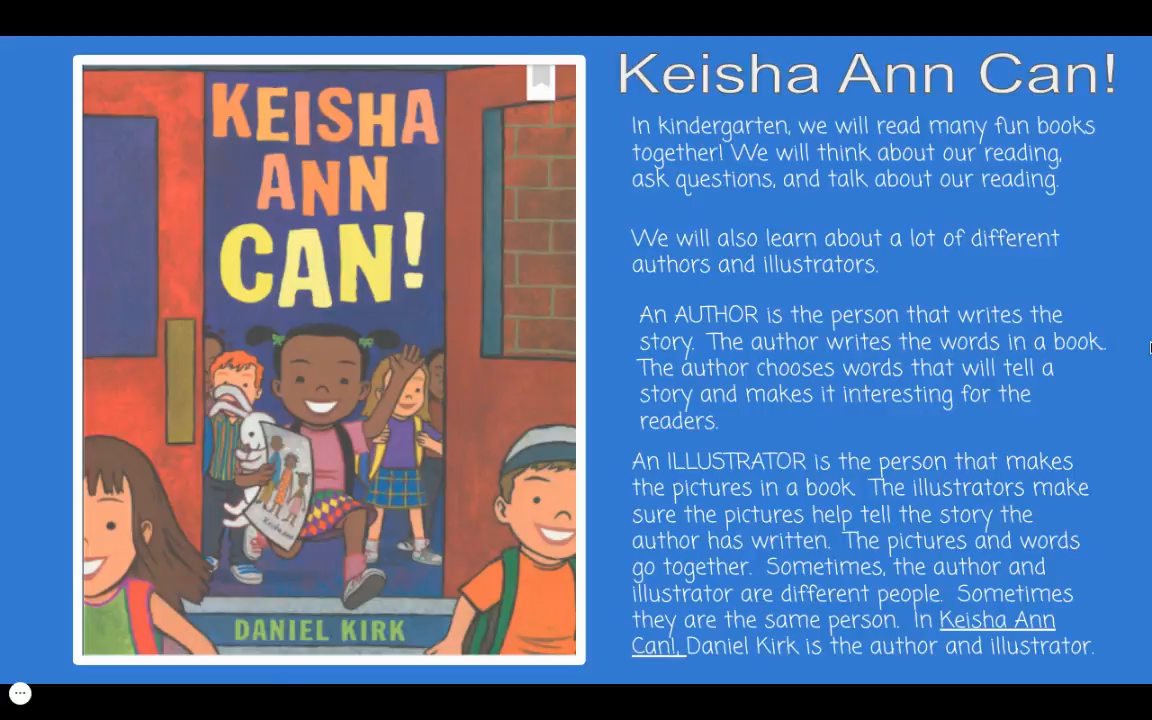 KEISHA
ANN
CAN!
DANIEL KIRK
Keisha Ann Can!
In kindergarten, we will read many fun books
together! We will think about our reading,
ask questions, and talk about our reading.
We will also learn about a lot of different
authors and illustrators.
An AUTHOR is the person that writes the
story. The author writes the words in a book.
The author chooses words that will tell a
story and makes it interesting for the
readers.
An ILLUSTRATOR is the person that makes
the pictures in a book. The illustrators make
sure the pictures help tell the story the
author has written. The pictures and words
go together. Sometimes, the author and
illustrator are different people. Sometimes
they are the same person. In Keisha Ann
Can!, Daniel Kirk is the author and illustrator.